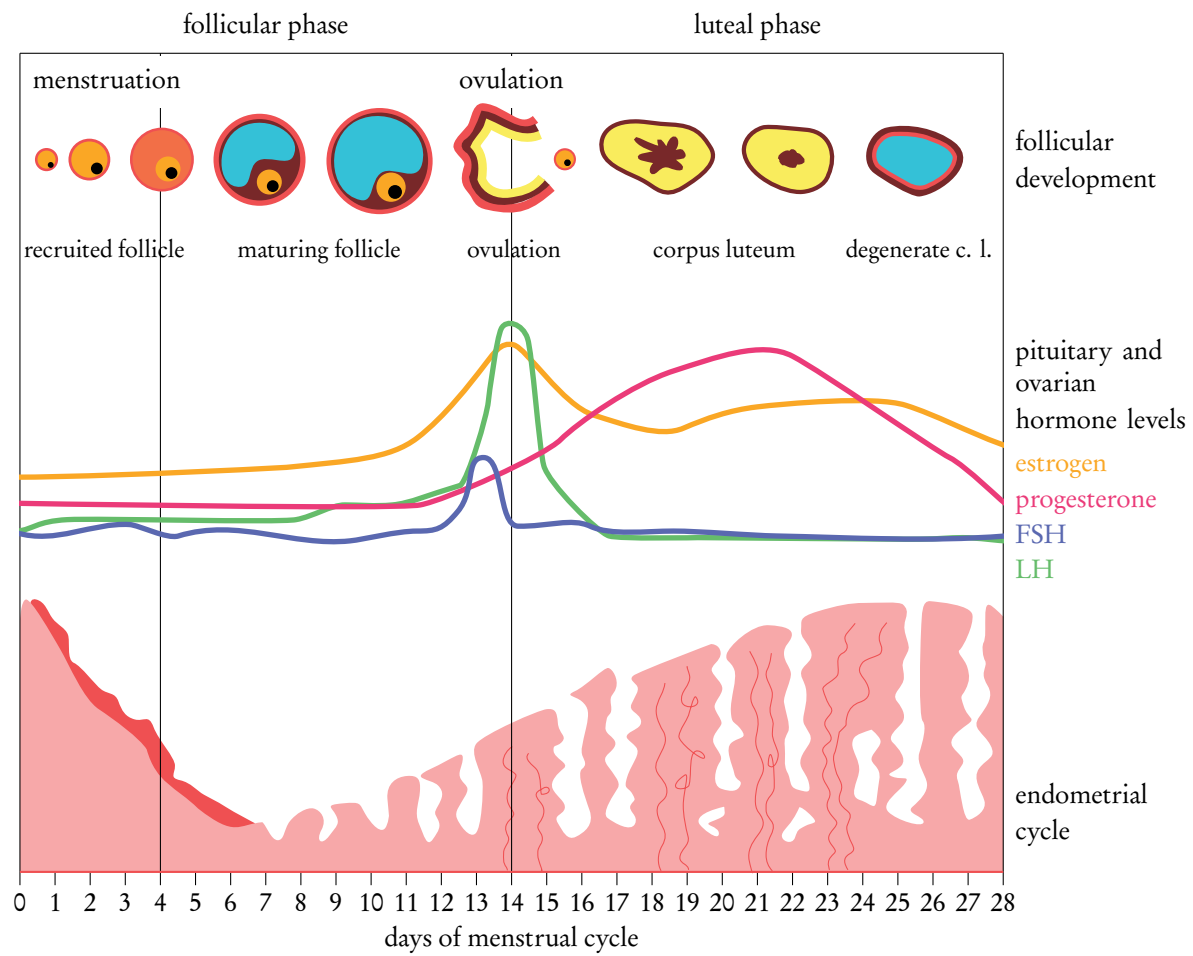 follicular phase
luteal phase
menstruation
ovulation
follicular
development
recruited follicle
maturing follicle
ovulation
corpus luteum
degenerate c. l.
pituitary and
ovarian
hormone levels
estrogen
progesterone
FSH
LH
endometrial
cycle
0 1 2 3 4 5 6 7 8 9 10 11 12 13 14 15 16 17 18 19 20 21 22 23 24 25 26 27 28
days of menstrual cycle